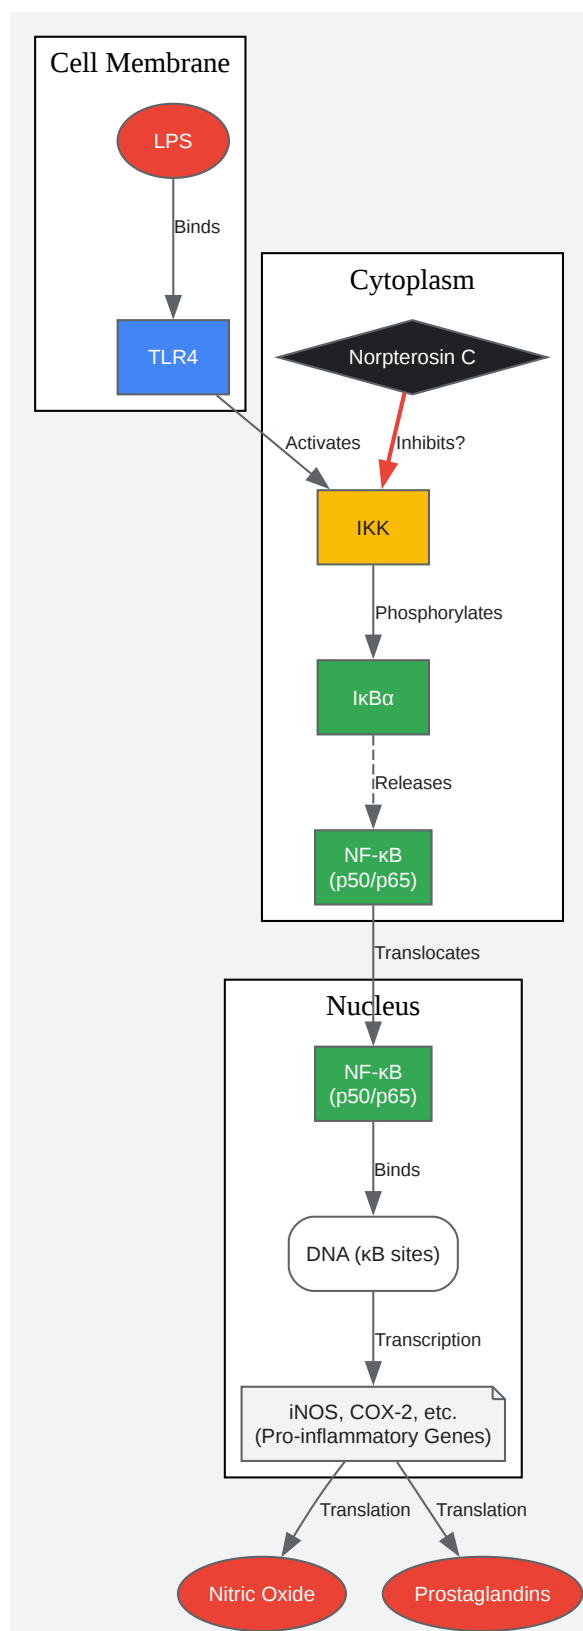 Cell Membrane
LPS
Binds
TLR4
Cytoplasm
Norpterosin C
Activates
Inhibits?
IKK
Phosphorylates
IκBα
Releases
NF-κB
(p50/p65)
Translocates
Nucleus
NF-κB
(p50/p65)
Binds
DNA (κB sites)
Transcription
iNOS, COX-2, etc.
(Pro-inflammatory Genes)
Translation
Translation
Nitric Oxide
Prostaglandins